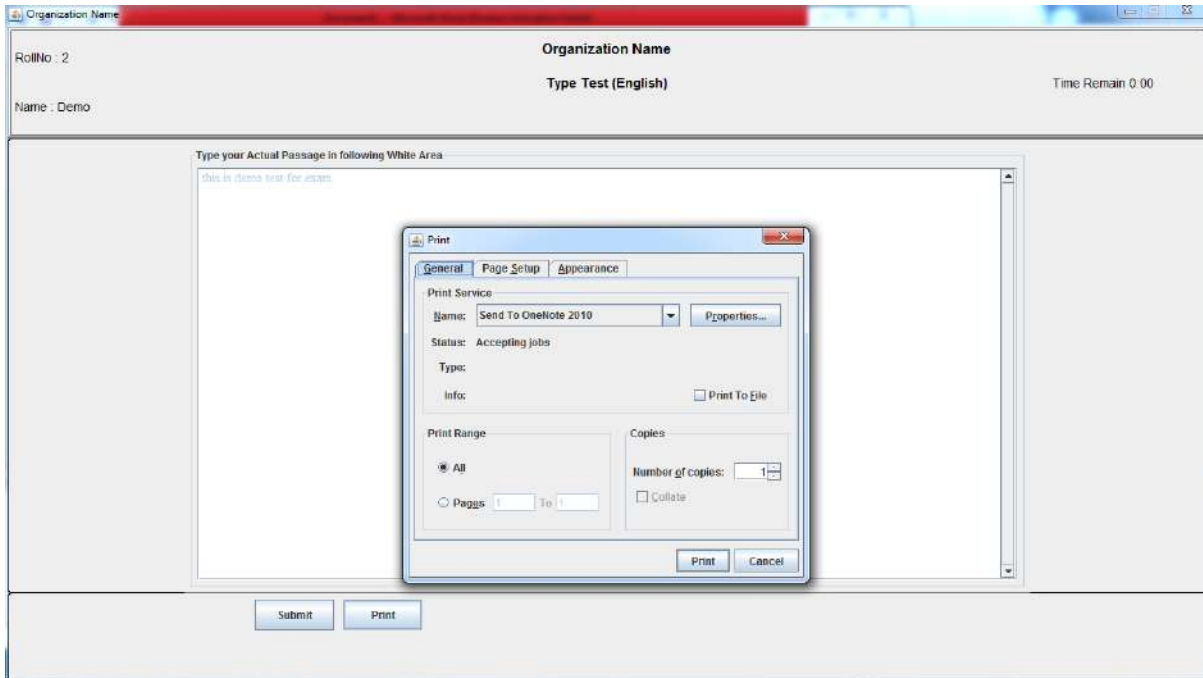 Organization Name
RollNo : 2
Organization Name
Type Test (English)
Time Remain 0:00
Name : Demo
Type your Actual Passage in following White Area
this is demo test for exam
Print
General Page Setup Appearance
Print Service
Name: Send To OneNote 2010 Properties...
Status: Accepting jobs
Type:
Info: Print To File
Print Range
All
Pages 1 To 1
Copies
Number of copies: 1
Collate
Print Cancel
Submit Print